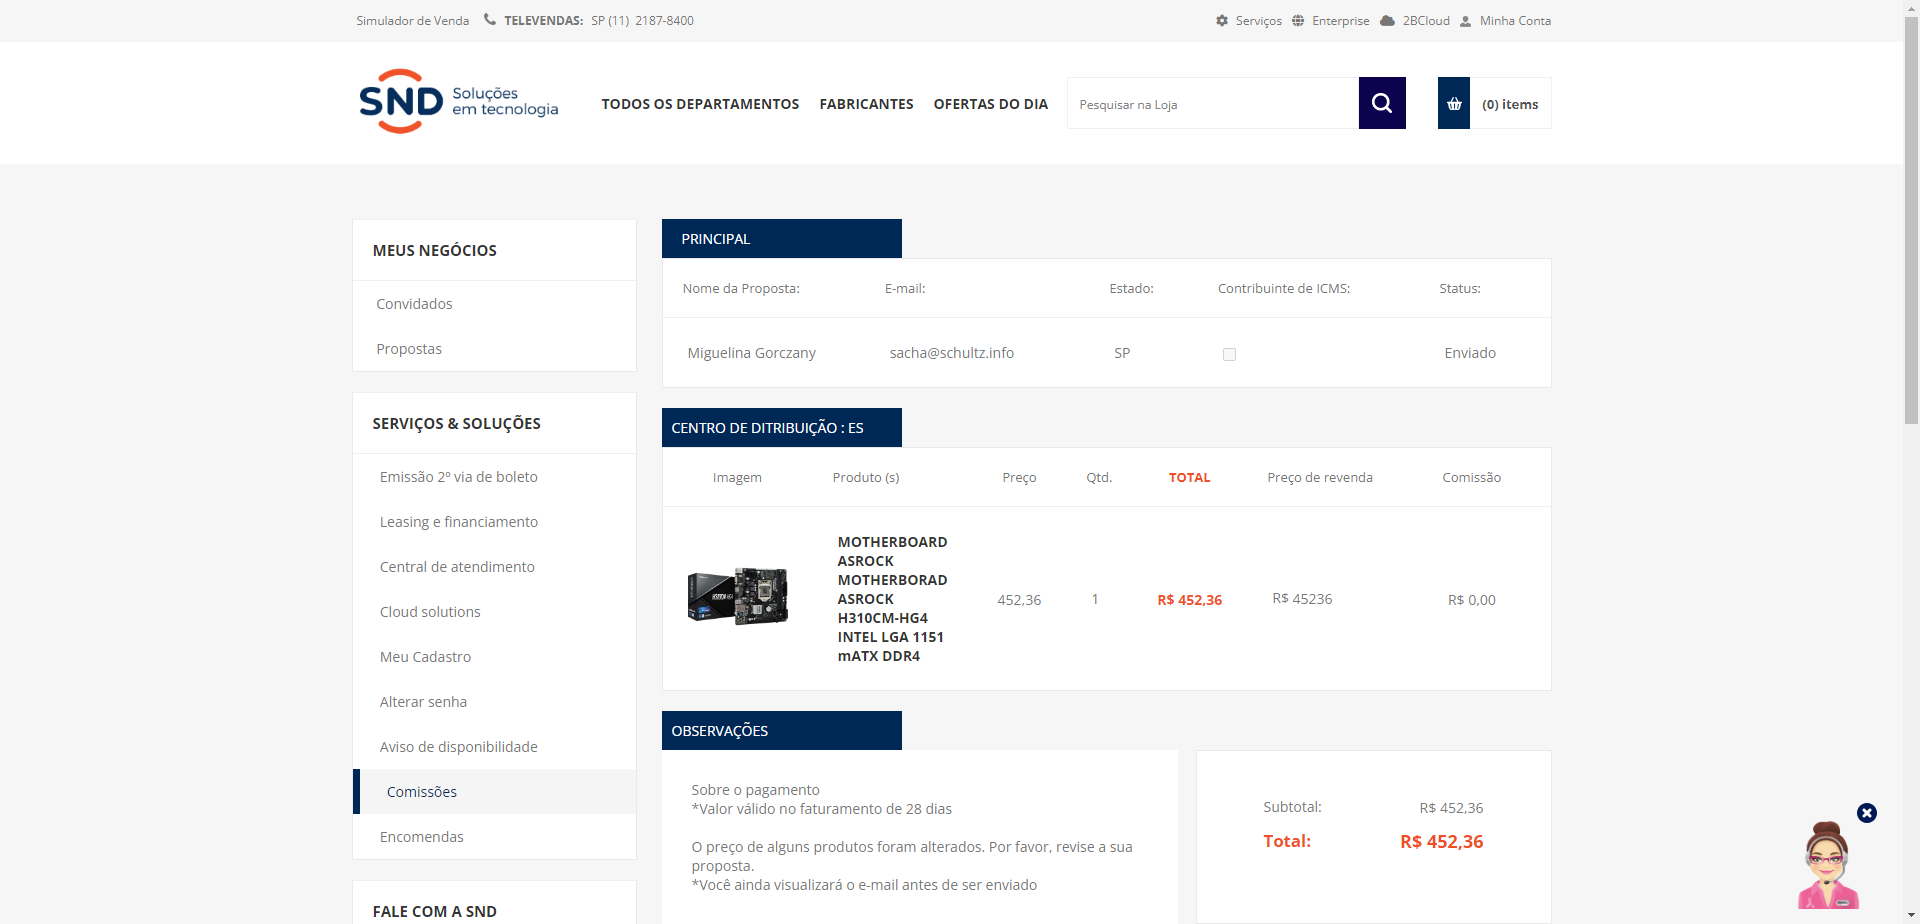 Simulador de Venda TELEVENDAS: SP (11) 2187-8400 Serviços Enterprise 2BCloud Minha Conta
SND Soluções em tecnologia
TODOS OS DEPARTAMENTOS FABRICANTES OFERTAS DO DIA Pesquisar na Loja (0) items
MEUS NEGÓCIOS
Convidados
Propostas
SERVIÇOS & SOLUÇÕES
Emissão 2º via de boleto
Leasing e financiamento
Central de atendimento
Cloud solutions
Meu Cadastro
Alterar senha
Aviso de disponibilidade
Comissões
Encomendas
FALE COM A SND
PRINCIPAL
Nome da Proposta: E-mail: Estado: Contribuinte de ICMS: Status:
Miguelina Gorczany sacha@schultz.info SP Enviado
CENTRO DE DITRIBUIÇÃO : ES
Imagem Produto (s) Preço Qtd. TOTAL Preço de revenda Comissão
MOTHERBOARD
ASROCK
MOTHERBORAD
ASROCK
H310CM-HG4
INTEL LGA 1151
mATX DDR4
452,36 1 R$ 452,36 R$ 45236 R$ 0,00
OBSERVAÇÕES
Sobre o pagamento
*Valor válido no faturamento de 28 dias
O preço de alguns produtos foram alterados. Por favor, revise a sua
proposta.
*Você ainda visualizará o e-mail antes de ser enviado
Subtotal: R$ 452,36
Total: R$ 452,36